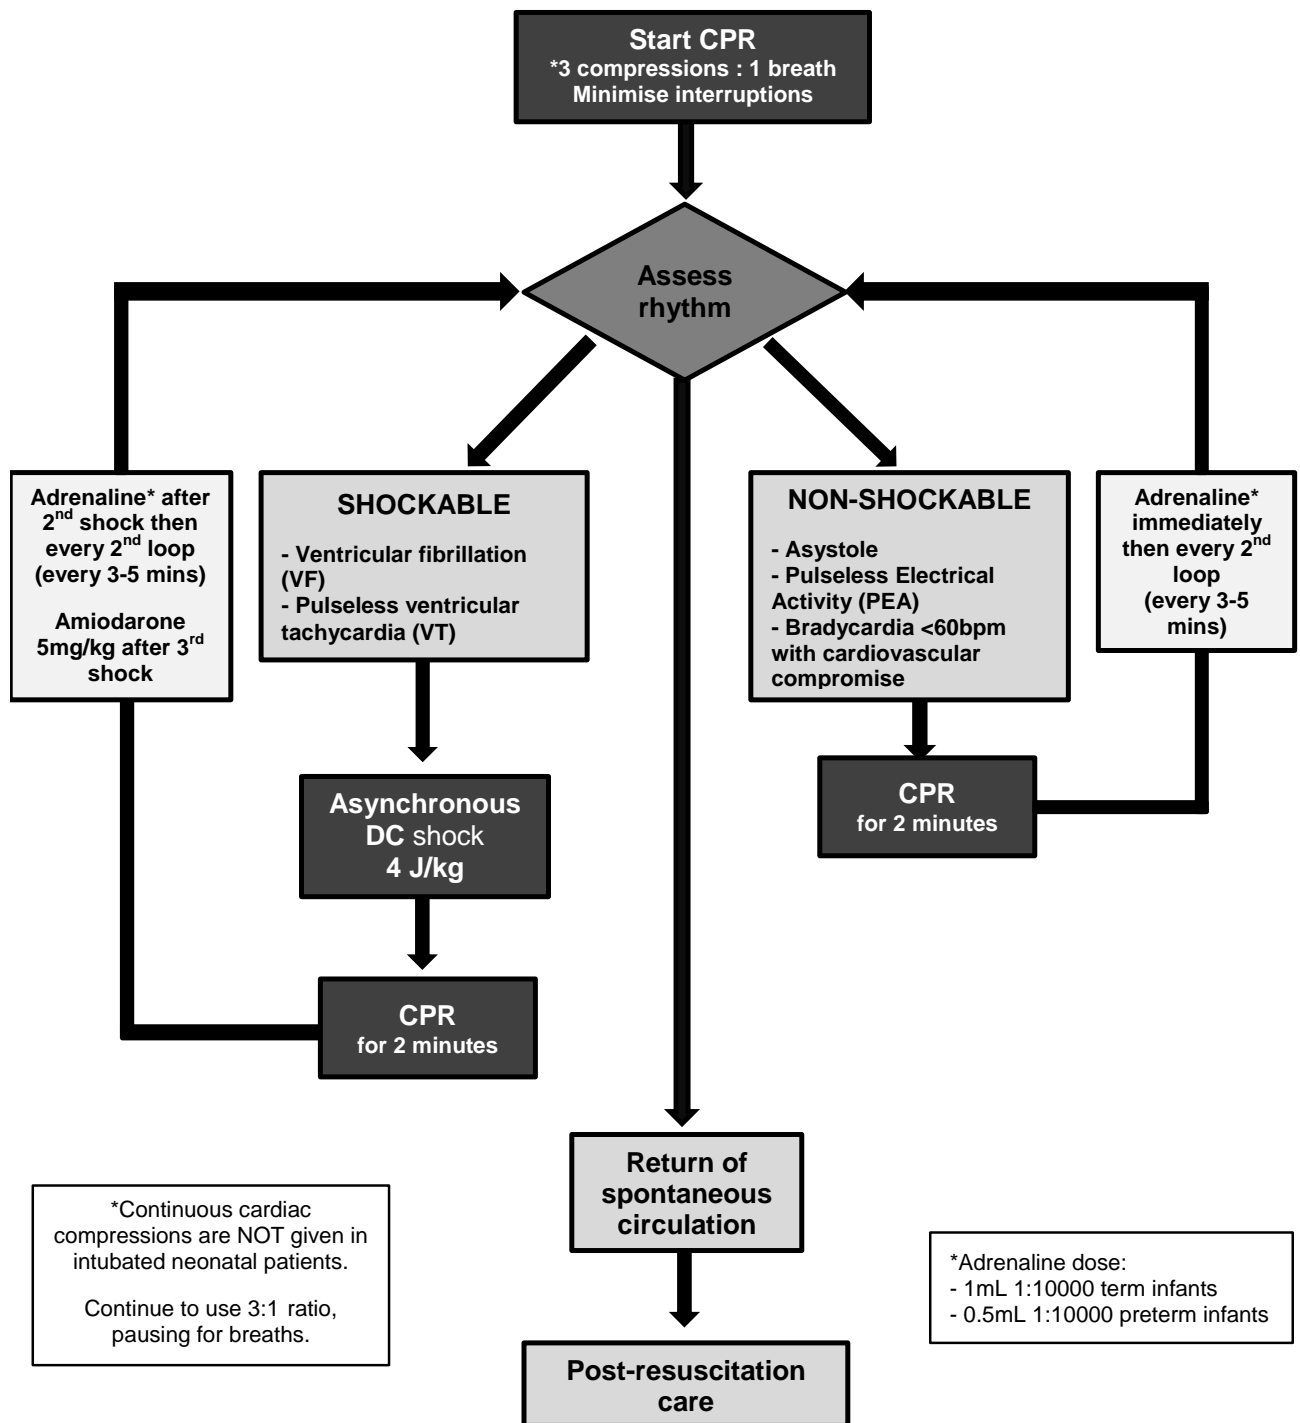 Start CPR
*3 compressions : 1 breath
Minimise interruptions
Assess
rhythm
Adrenaline* after
2nd shock then
every 2nd loop
(every 3-5 mins)
Amiodarone
5mg/kg after 3rd
shock
SHOCKABLE
- Ventricular fibrillation
(VF)
- Pulseless ventricular
tachycardia (VT)
NON-SHOCKABLE
- Asystole
- Pulseless Electrical
Activity (PEA)
- Bradycardia <60bpm
with cardiovascular
compromise
Adrenaline*
immediately
then every 2nd
loop
(every 3-5
mins)
Asynchronous
DC shock
4 J/kg
CPR
for 2 minutes
CPR
for 2 minutes
Return of
spontaneous
circulation
*Continuous cardiac
compressions are NOT given in
intubated neonatal patients.
Continue to use 3:1 ratio,
pausing for breaths.
*Adrenaline dose:
- 1mL 1:10000 term infants
- 0.5mL 1:10000 preterm infants
Post-resuscitation
care